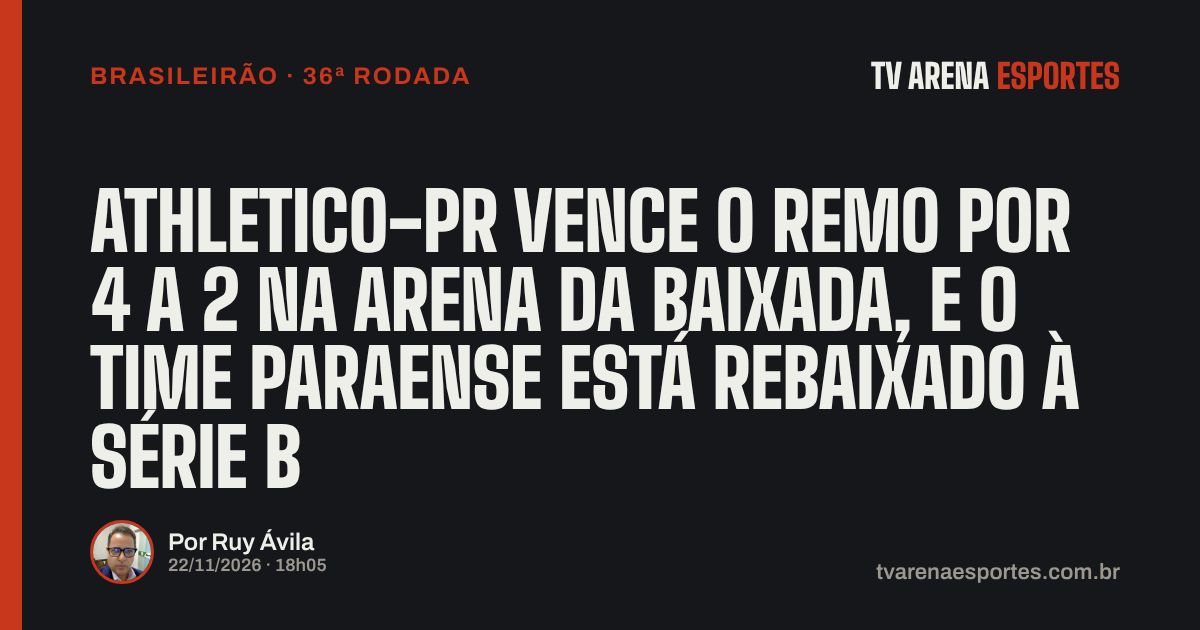 BRASILEIRÃO · 36ª RODADA
TV ARENA ESPORTES
ATHLETICO-PR VENCE O REMO POR
4 A 2 NA ARENA DA BAIXADA, E O
TIME PARAENSE ESTÁ REBAIXADO À
SÉRIE B
Por Ruy Ávila
22/11/2026 · 18h05
tvarenaesportes.com.br